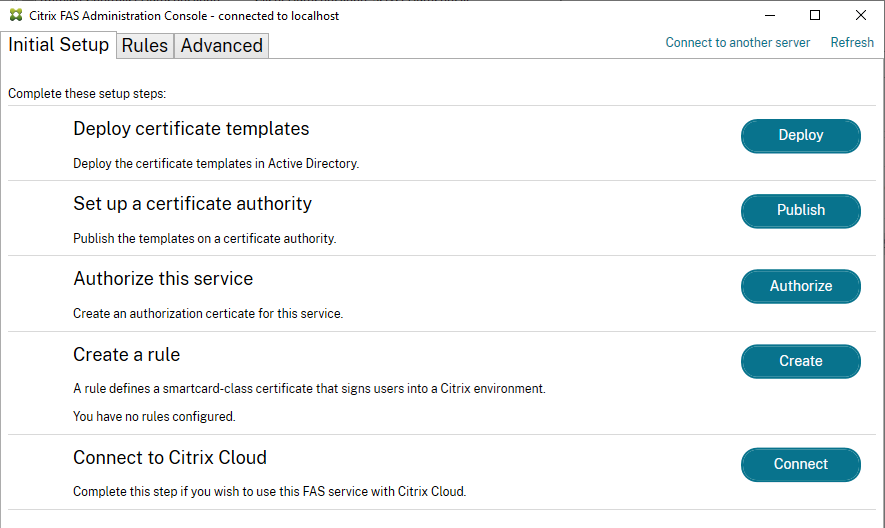 Citrix FAS Administration Console - connected to localhost
Initial Setup Rules Advanced Connect to another server Refresh
Complete these setup steps:
Deploy certificate templates
Deploy
Deploy the certificate templates in Active Directory.
Set up a certificate authority
Publish
Publish the templates on a certificate authority.
Authorize this service
Authorize
Create an authorization certicate for this service.
Create a rule
Create
A rule defines a smartcard-class certificate that signs users into a Citrix environment.
You have no rules configured.
Connect to Citrix Cloud
Connect
Complete this step if you wish to use this FAS service with Citrix Cloud.